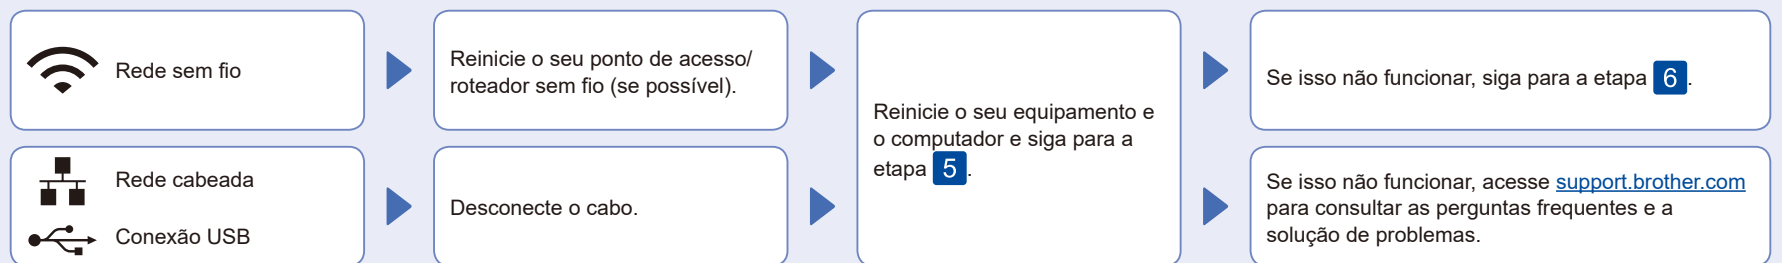 Rede sem fio
Reinicie o seu ponto de acesso/
roteador sem fio (se possível).
Rede cabeada
Conexão USB
Desconecte o cabo.
Reinicie o seu equipamento e
o computador e siga para a
etapa 5.
Se isso não funcionar, siga para a etapa 6.
Se isso não funcionar, acesse support.brother.com
para consultar as perguntas frequentes e a
solução de problemas.